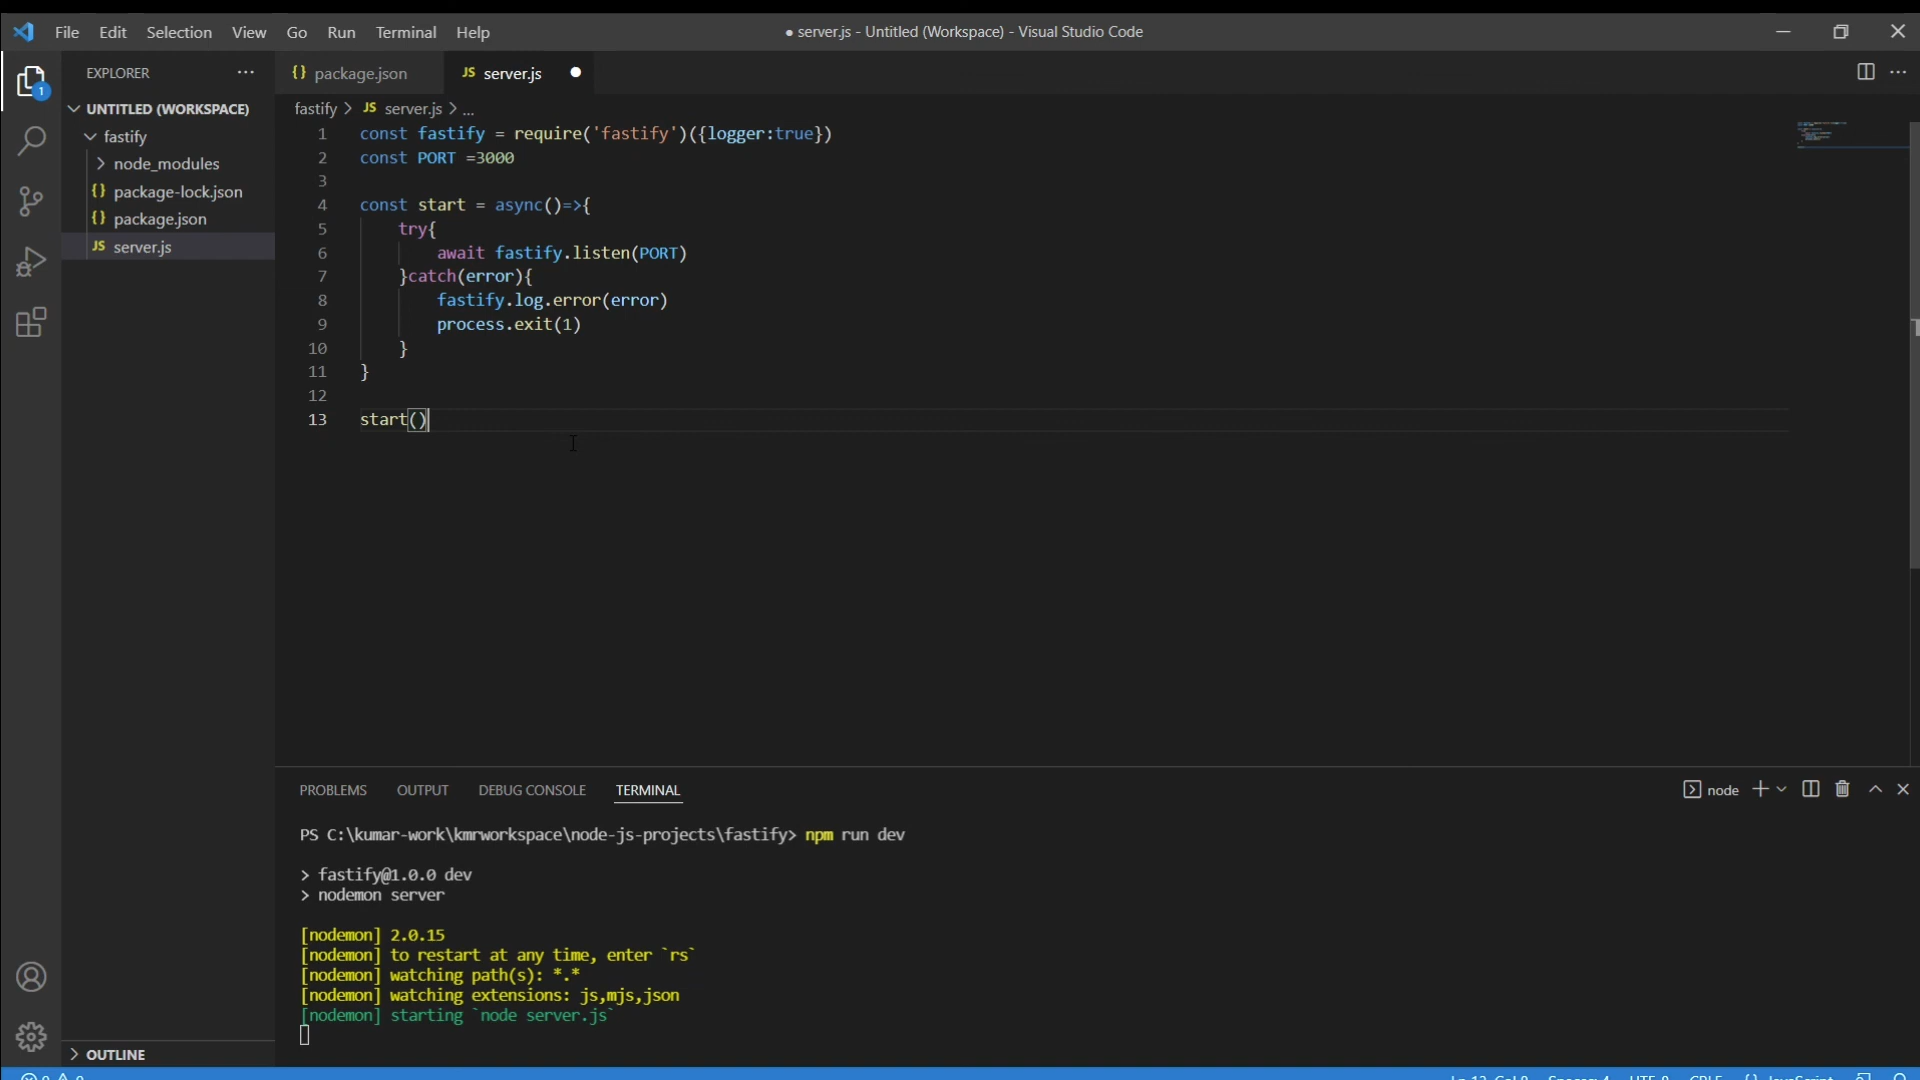 File Edit Selection View Go Run Terminal Help
● server.js - Untitled (Workspace) - Visual Studio Code
EXPLORER
1
UNTITLED (WORKSPACE)
fastify
node_modules
{} package-lock.json
{} package.json
JS server.js
OUTLINE
{} package.json
JS server.js
fastify > JS server.js > ...
1 const fastify = require('fastify')({logger:true})
2 const PORT =3000
3
4 const start = async()=>{
5 try{
6 await fastify.listen(PORT)
7 }catch(error){
8 fastify.log.error(error)
9 process.exit(1)
10 }
11 }
12
13 start()
PROBLEMS OUTPUT DEBUG CONSOLE TERMINAL
node
PS C:\kumar-work\kmrworkspace\node-js-projects\fastify> npm run dev
> fastify@1.0.0 dev
> nodemon server
[nodemon] 2.0.15
[nodemon] to restart at any time, enter `rs`
[nodemon] watching path(s): *.*
[nodemon] watching extensions: js,mjs,json
[nodemon] starting `node server.js`